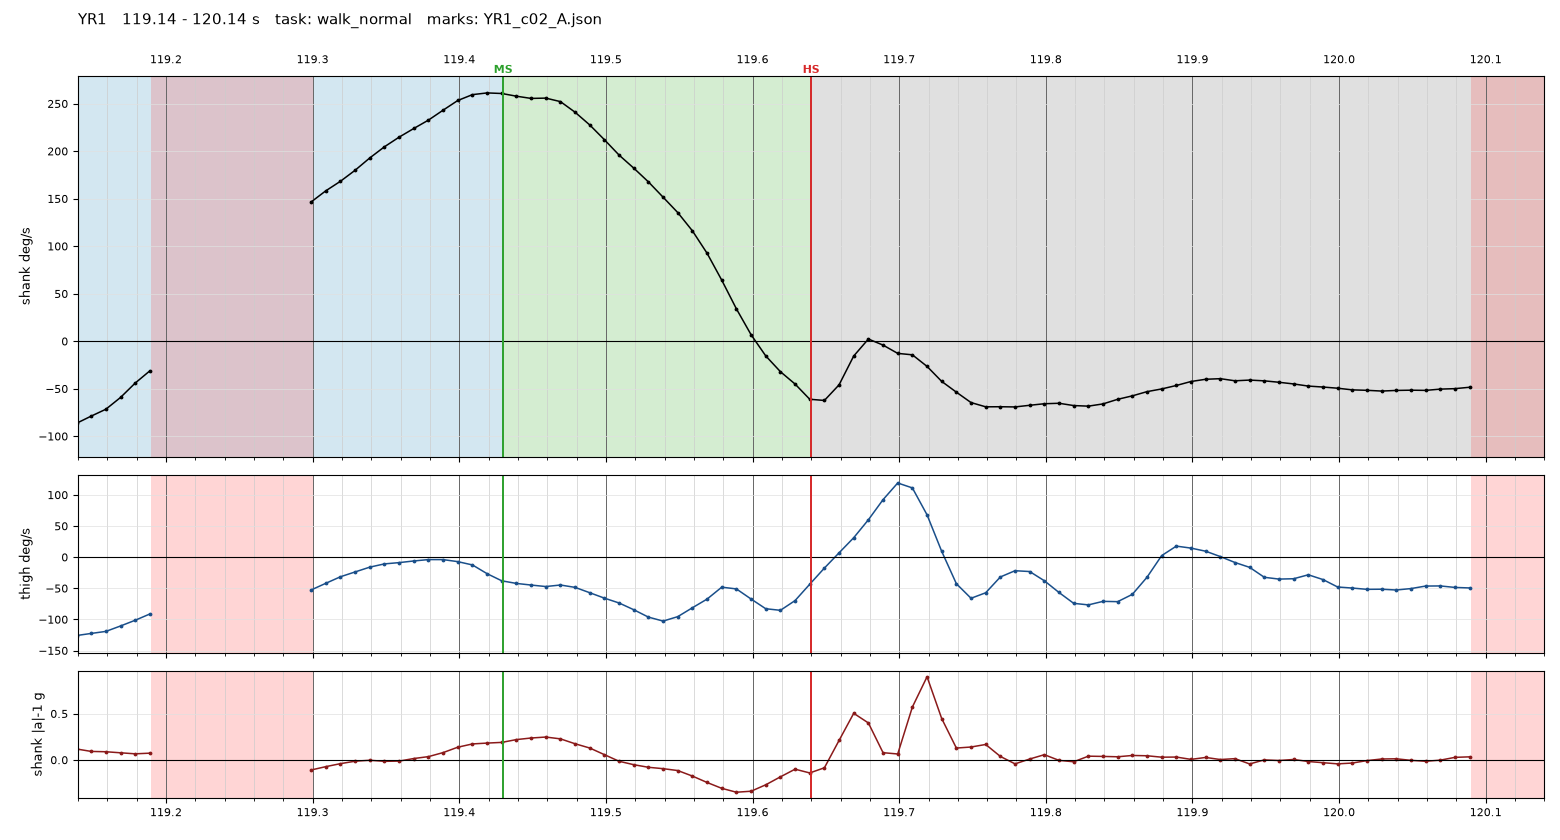 YR1   119.14 - 120.14 s   task: walk_normal   marks: YR1_c02_A.json
119.2 119.3 119.4 119.5 119.6 119.7 119.8 119.9 120.0 120.1
MS HS
shank deg/s
250
200
150
100
50
0
−50
−100
thigh deg/s
100
50
0
−50
−100
−150
shank |a|-1 g
0.5
0.0
119.2 119.3 119.4 119.5 119.6 119.7 119.8 119.9 120.0 120.1